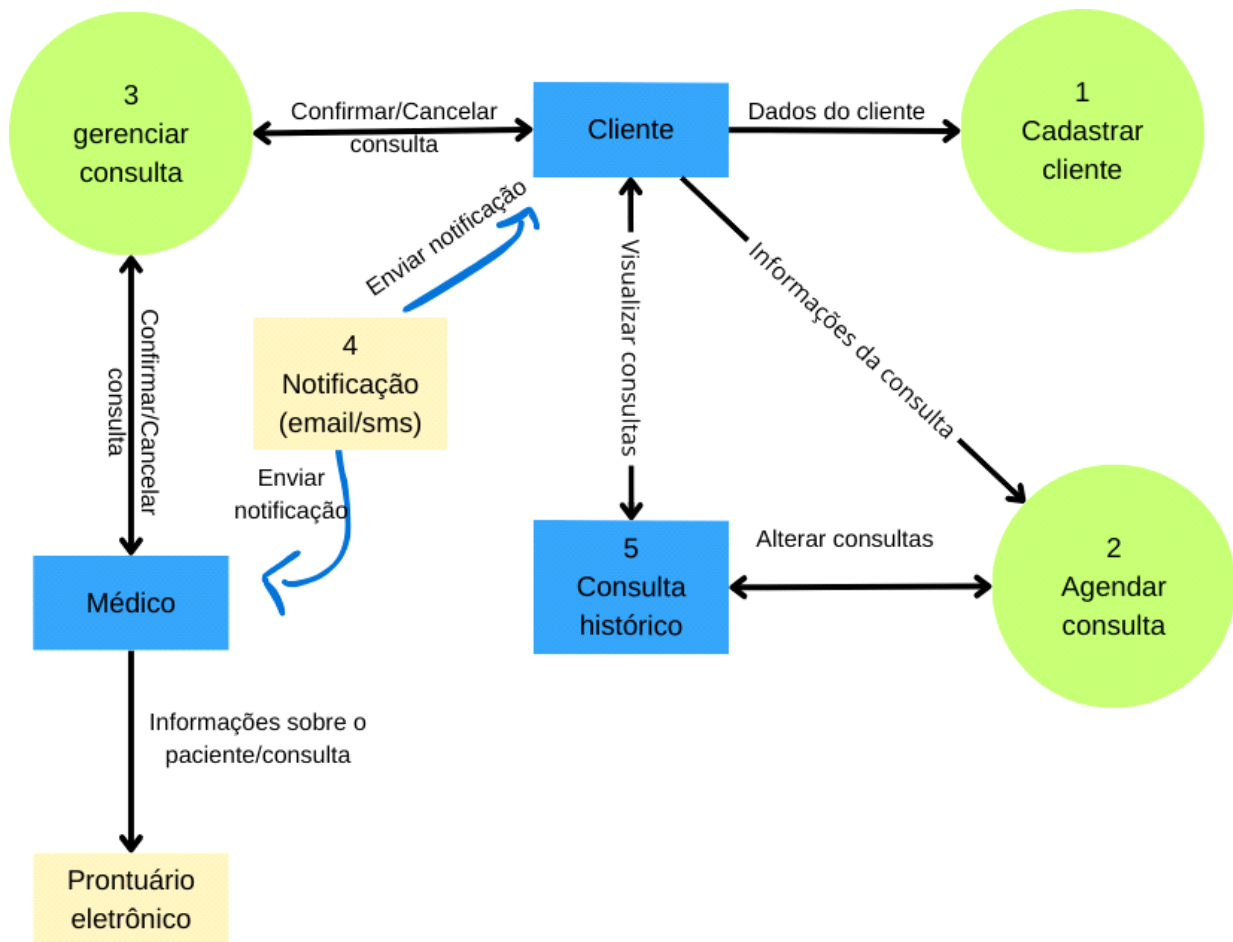 3
gerenciar
consulta
Confirmar/Cancelar
consulta
Cliente
Dados do cliente
1
Cadastrar
cliente
Enviar notificação
Visualizar consultas
Informações da consulta
Confirmar/Cancelar
consulta
4
Notificação
(email/sms)
Enviar
notificação
Médico
5
Consulta
histórico
Alterar consultas
2
Agendar
consulta
Informações sobre o
paciente/consulta
Prontuário
eletrônico